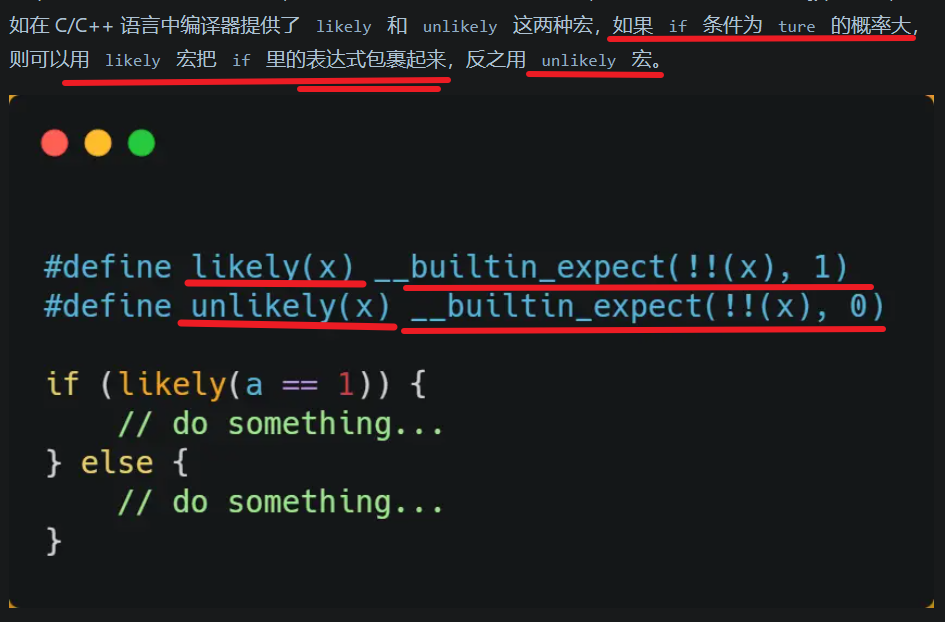 如在 C/C++ 语言中编译器提供了 likely 和 unlikely 这两种宏，如果 if 条件为 ture 的概率大，
则可以用 likely 宏把 if 里的表达式包裹起来，反之用 unlikely 宏。
#define likely(x) __builtin_expect(!!(x), 1)
#define unlikely(x) __builtin_expect(!!(x), 0)
if (likely(a == 1)) {
// do something...
} else {
// do something...
}